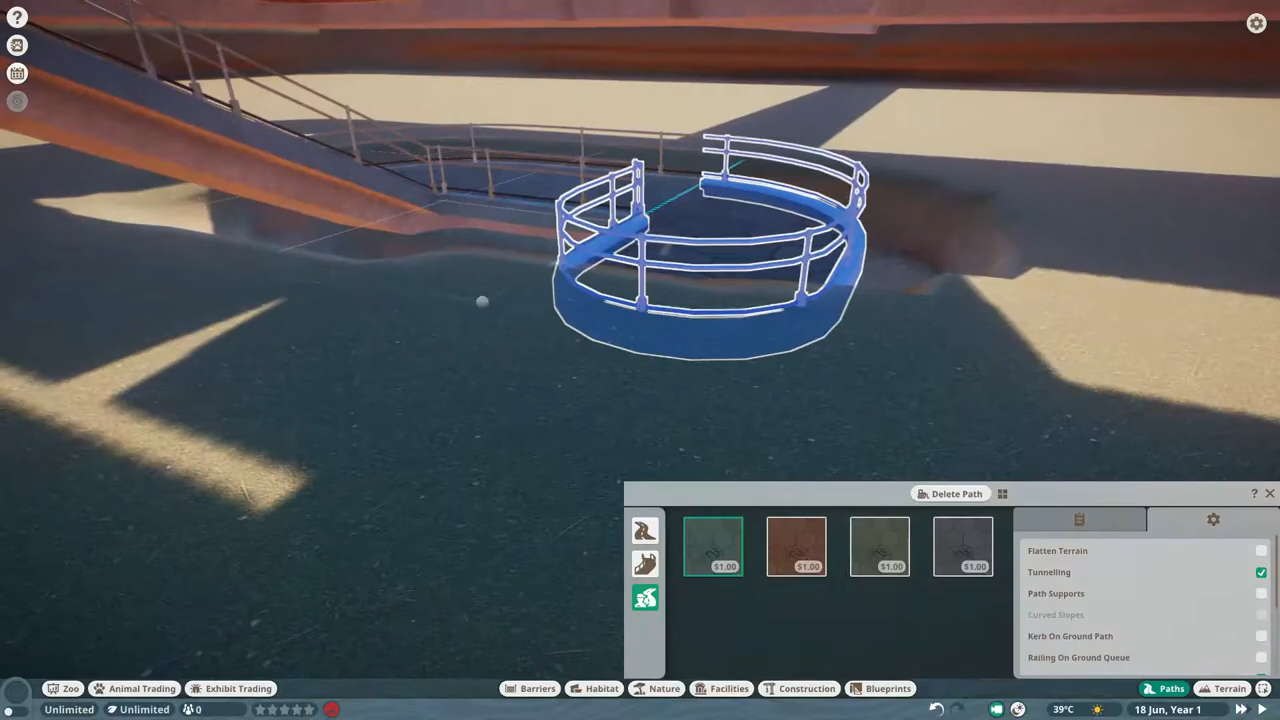 ?
Delete Path
?
$1.00
$1.00
$1.00
$1.00
Flatten Terrain
Tunnelling
Path Supports
Curved Slopes
Kerb On Ground Path
Railing On Ground Queue
Zoo
Animal Trading
Exhibit Trading
Barriers
Habitat
Nature
Facilities
Construction
Blueprints
Paths
Terrain
Unlimited
Unlimited
0
39°C
18 Jun, Year 1